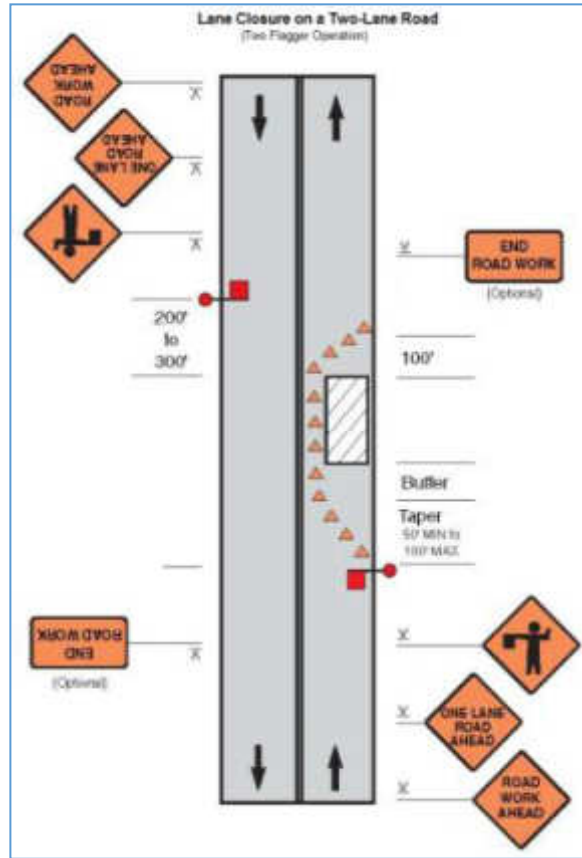 Lane Closure on a Two-Lane Road
(Two Flagger Operation)
ROAD
WORK
AHEAD
ONE LANE
ROAD
AHEAD
200'
to
300'
END
ROAD WORK
(Optional)
X
X
X
X
100'
Buffer
Taper
50' MIN to
100' MAX
END
ROAD WORK
(Optional)
X
X
X
X
ONE LANE
ROAD
AHEAD
ROAD
WORK
AHEAD